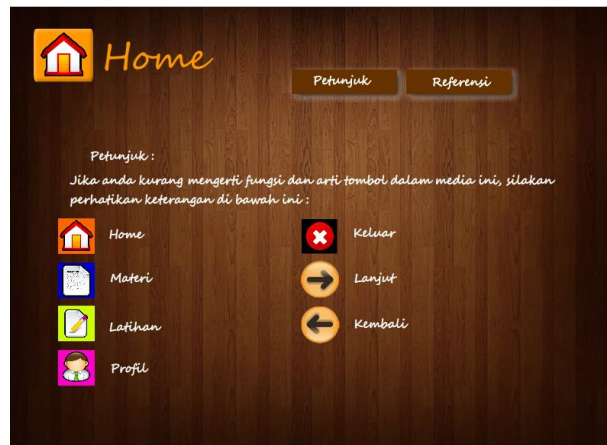 Home
Petunjuk
Referensi
Petunjuk :
Jika anda kurang mengerti fungsi dan arti tombol dalam media ini, silakan
perhatikan keterangan di bawah ini :
Home
Keluar
Materi
Lanjut
Latihan
Kembali
Profil